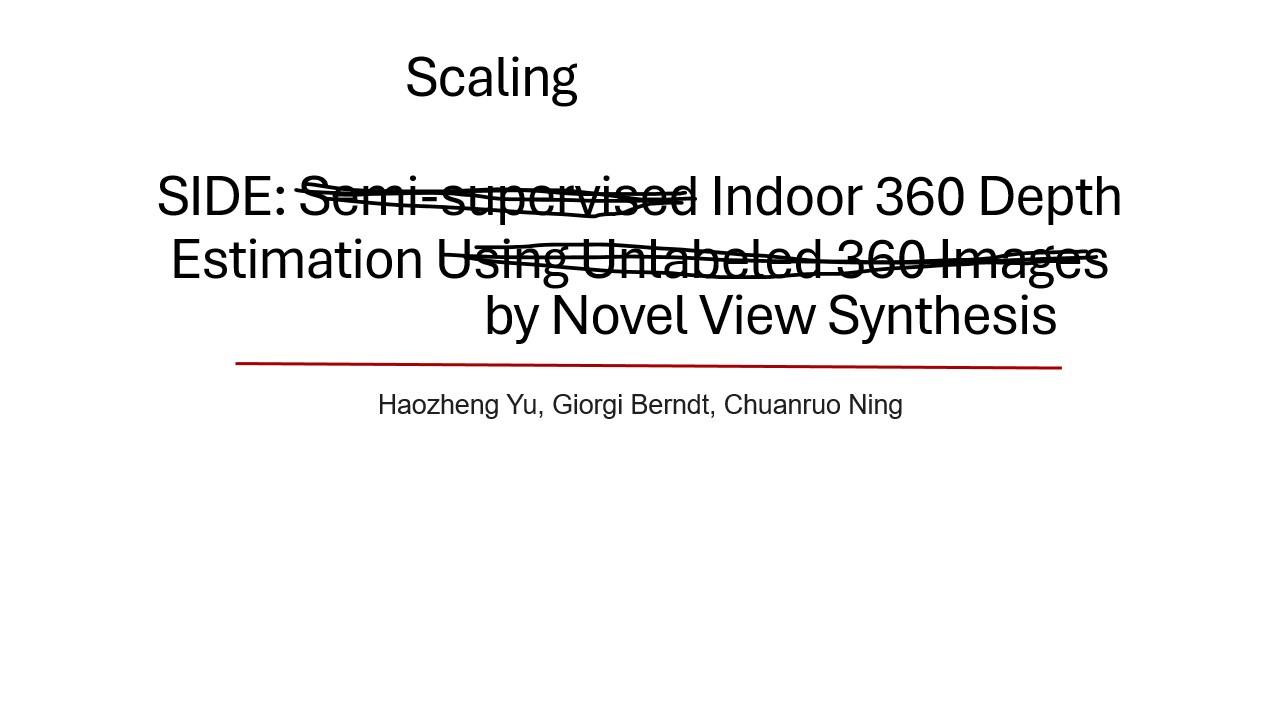 Scaling
SIDE: Semi-supervised Indoor 360 Depth
Estimation Using Unlabeled 360 Images
by Novel View Synthesis
Haozheng Yu, Giorgi Berndt, Chuanruo Ning